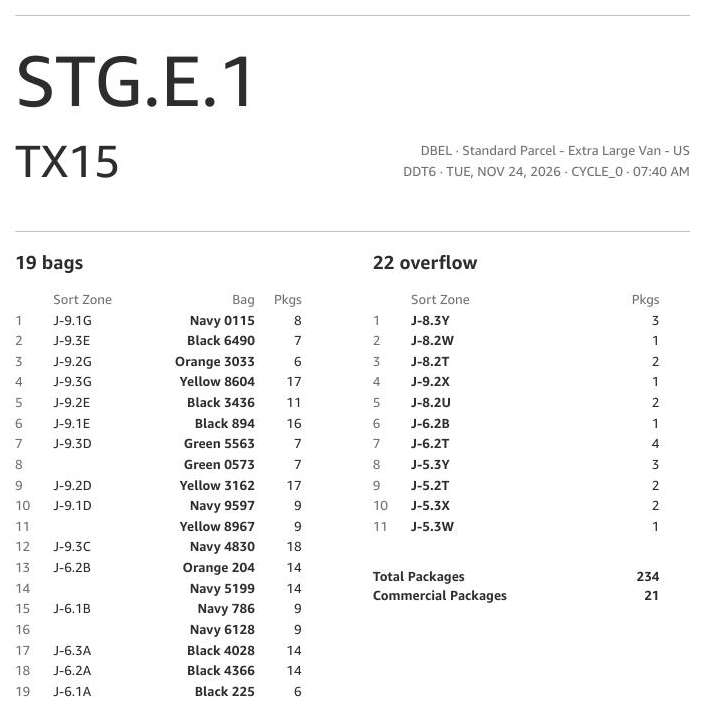 STG.E.1
TX15
DBEL · Standard Parcel - Extra Large Van - US
DDT6 · TUE, NOV 24, 2026 · CYCLE_0 · 07:40 AM
19 bags
Sort Zone Bag Pkgs
1 J-9.1G Navy 0115 8
2 J-9.3E Black 6490 7
3 J-9.2G Orange 3033 6
4 J-9.3G Yellow 8604 17
5 J-9.2E Black 3436 11
6 J-9.1E Black 894 16
7 J-9.3D Green 5563 7
8 Green 0573 7
9 J-9.2D Yellow 3162 17
10 J-9.1D Navy 9597 9
11 Yellow 8967 9
12 J-9.3C Navy 4830 18
13 J-6.2B Orange 204 14
14 Navy 5199 14
15 J-6.1B Navy 786 9
16 Navy 6128 9
17 J-6.3A Black 4028 14
18 J-6.2A Black 4366 14
19 J-6.1A Black 225 6
22 overflow
Sort Zone Pkgs
1 J-8.3Y 3
2 J-8.2W 1
3 J-8.2T 2
4 J-9.2X 1
5 J-8.2U 2
6 J-6.2B 1
7 J-6.2T 4
8 J-5.3Y 3
9 J-5.2T 2
10 J-5.3X 2
11 J-5.3W 1
Total Packages 234
Commercial Packages 21